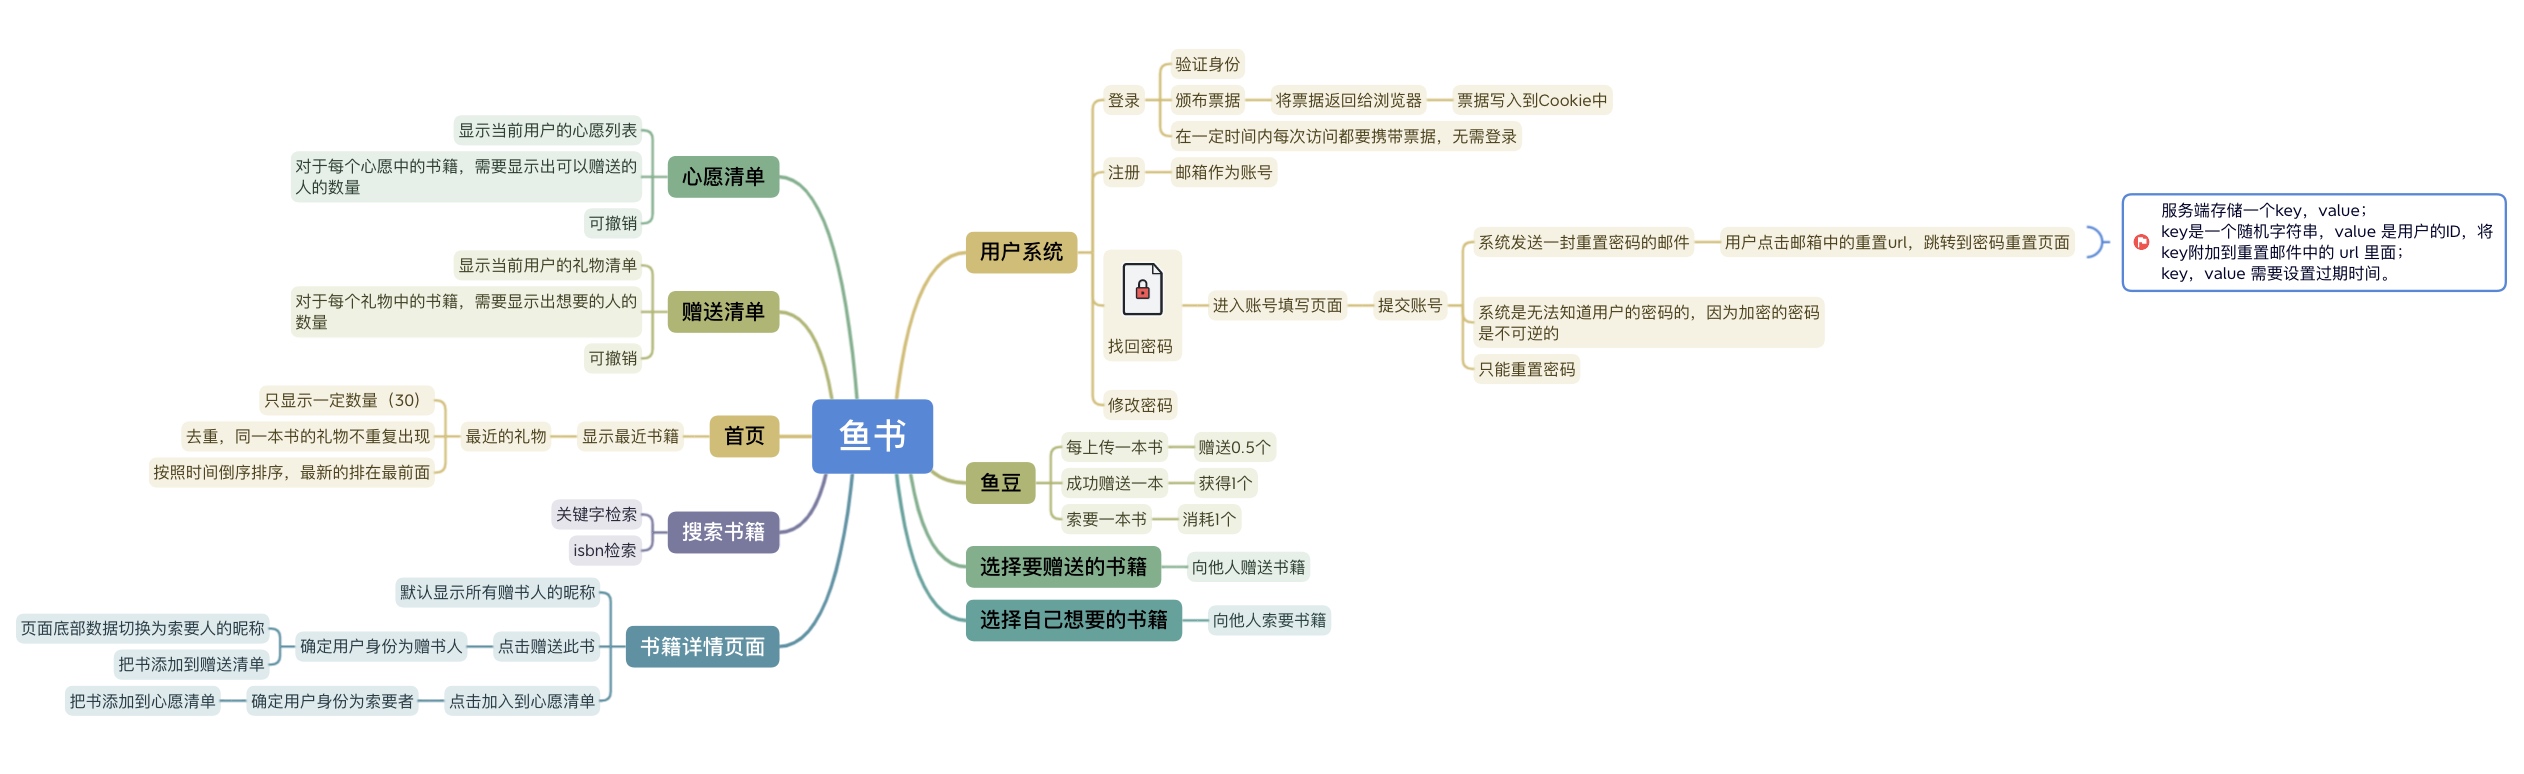 鱼书
用户系统
登录
验证身份
颁布票据
将票据返回给浏览器
票据写入到Cookie中
在一定时间内每次访问都要携带票据，无需登录
注册
邮箱作为账号
找回密码
进入账号填写页面
提交账号
系统发送一封重置密码的邮件
用户点击邮箱中的重置url，跳转到密码重置页面
服务端存储一个key，value；
key是一个随机字符串，value 是用户的ID，将
key附加到重置邮件中的 url 里面；
key，value 需要设置过期时间。
系统是无法知道用户的密码的，因为加密的密码
是不可逆的
只能重置密码
修改密码
鱼豆
每上传一本书
赠送0.5个
成功赠送一本
获得1个
索要一本书
消耗1个
选择要赠送的书籍
向他人赠送书籍
选择自己想要的书籍
向他人索要书籍
心愿清单
显示当前用户的心愿列表
对于每个心愿中的书籍，需要显示出可以赠送的
人的数量
可撤销
赠送清单
显示当前用户的礼物清单
对于每个礼物中的书籍，需要显示出想要的人的
数量
可撤销
首页
显示最近书籍
最近的礼物
只显示一定数量（30）
去重，同一本书的礼物不重复出现
按照时间倒序排序，最新的排在最前面
搜索书籍
关键字检索
isbn检索
书籍详情页面
默认显示所有赠书人的昵称
点击赠送此书
确定用户身份为赠书人
页面底部数据切换为索要人的昵称
把书添加到赠送清单
点击加入到心愿清单
确定用户身份为索要者
把书添加到心愿清单